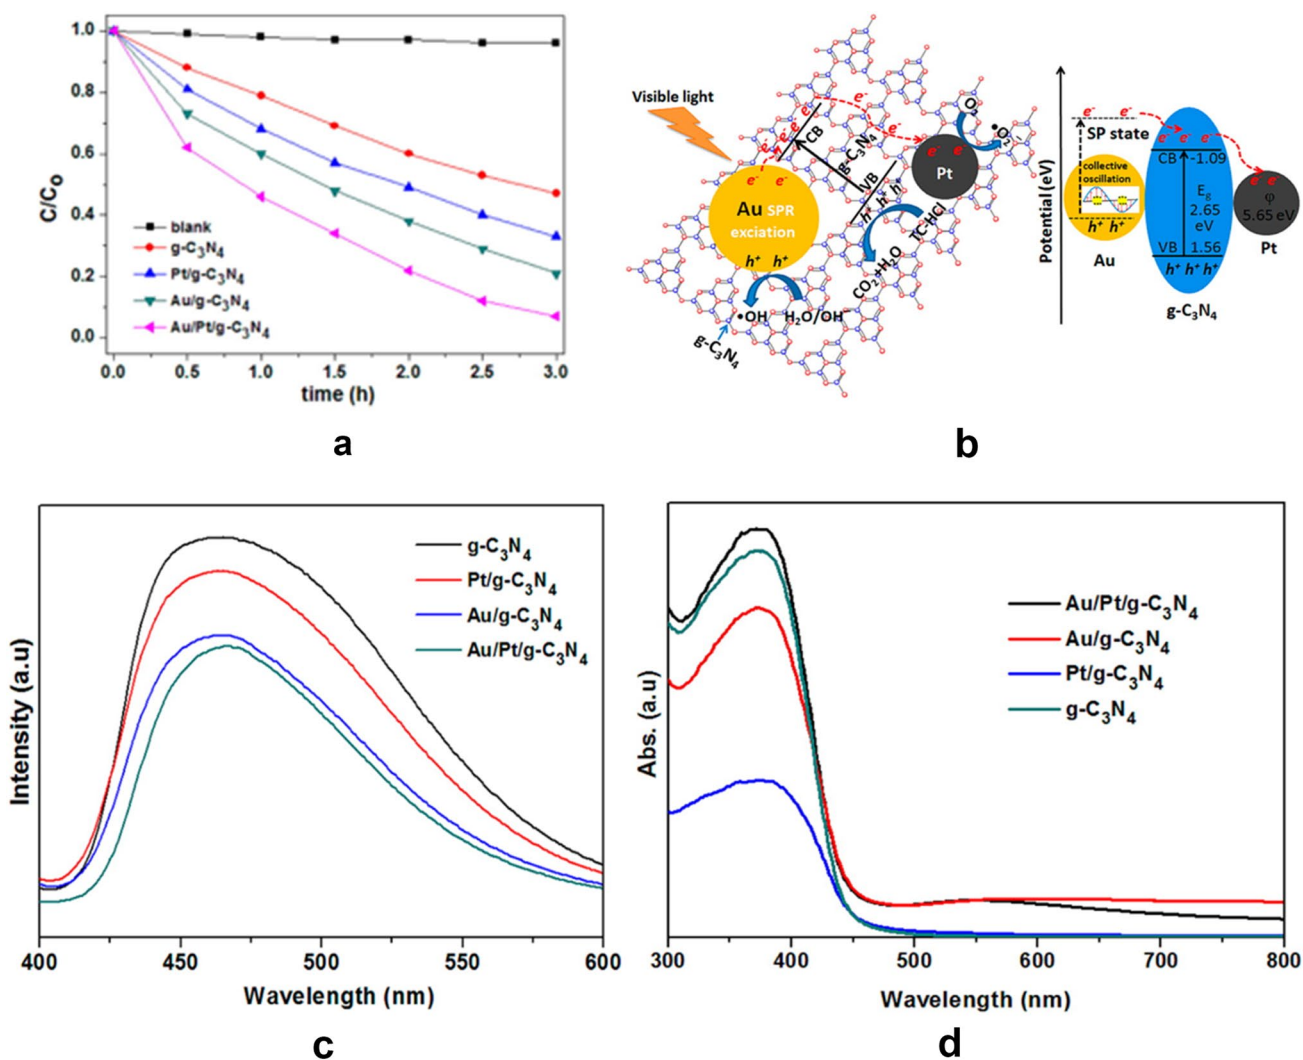 C/C₀
1.0
0.8
0.6
0.4
0.2
0.0
blank
g-C₃N₄
Pt/g-C₃N₄
Au/g-C₃N₄
Au/Pt/g-C₃N₄
0.0 0.5 1.0 1.5 2.0 2.5 3.0
time (h)
a
Visible light
e⁻ e⁻ e⁻ e⁻ e⁻ e⁻
CB
g-C₃N₄
VB
h⁺ h⁺ h⁺
O₂
•O₂⁻
e⁻ e⁻
Pt
e⁻ e⁻
Au SPR
exciation
h⁺ h⁺
TC-HCl
CO₂+H₂O
•OH H₂O/OH⁻
g-C₃N₄
Potential(eV)
e⁻ e⁻
SP state
e⁻ e⁻ e⁻
collective
oscillation
CB -1.09
E₉
2.65
eV
VB 1.56
h⁺ h⁺
h⁺ h⁺ h⁺
Au
g-C₃N₄
e⁻ e⁻
φ
5.65 eV
Pt
b
Intensity (a.u)
g-C₃N₄
Pt/g-C₃N₄
Au/g-C₃N₄
Au/Pt/g-C₃N₄
400 450 500 550 600
Wavelength (nm)
c
Abs. (a.u)
Au/Pt/g-C₃N₄
Au/g-C₃N₄
Pt/g-C₃N₄
g-C₃N₄
300 400 500 600 700 800
Wavelength (nm)
d